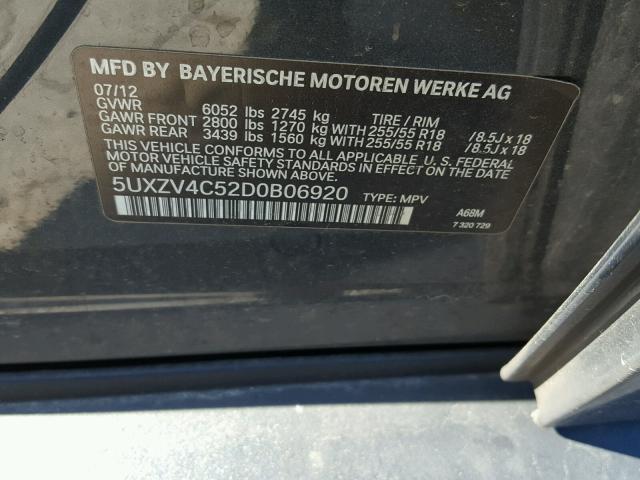 MFD BY BAYERISCHE MOTOREN WERKE AG
07/12
GVWR 6052 lbs 2745 kg TIRE / RIM
GAWR FRONT 2800 lbs 1270 kg WITH 255/55 R18 /8.5J x 18
GAWR REAR 3439 lbs 1560 kg WITH 255/55 R18 /8.5J x 18
THIS VEHICLE CONFORMS TO ALL APPLICABLE U.S. FEDERAL
MOTOR VEHICLE SAFETY STANDARDS IN EFFECT ON THE
DATE OF MANUFACTURE SHOWN ABOVE.
5UXZV4C52D0B06920 TYPE: MPV
A68M
7 320 729